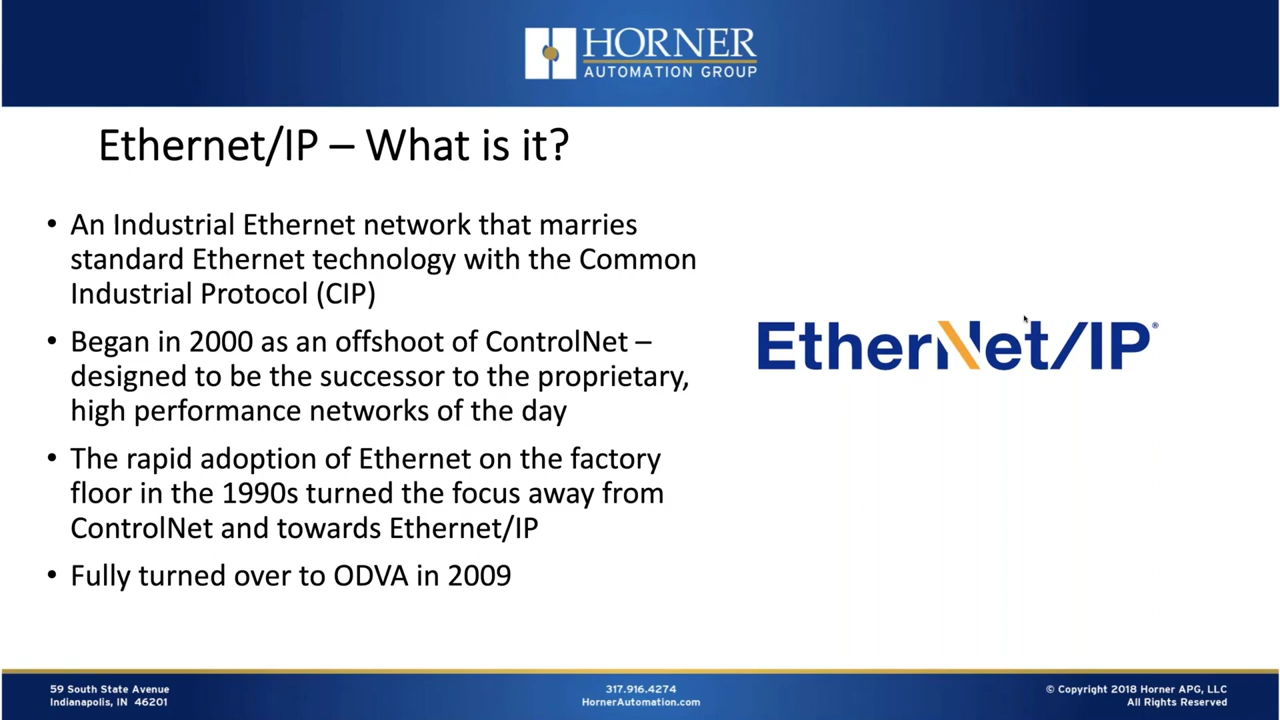 HORNER
AUTOMATION GROUP
Ethernet/IP – What is it?
• An Industrial Ethernet network that marries
standard Ethernet technology with the Common
Industrial Protocol (CIP)
• Began in 2000 as an offshoot of ControlNet –
designed to be the successor to the proprietary,
high performance networks of the day
• The rapid adoption of Ethernet on the factory
floor in the 1990s turned the focus away from
ControlNet and towards Ethernet/IP
• Fully turned over to ODVA in 2009
EtherNet/IP®
59 South State Avenue
Indianapolis, IN 46201
317.916.4274
HornerAutomation.com
© Copyright 2018 Horner APG, LLC
All Rights Reserved